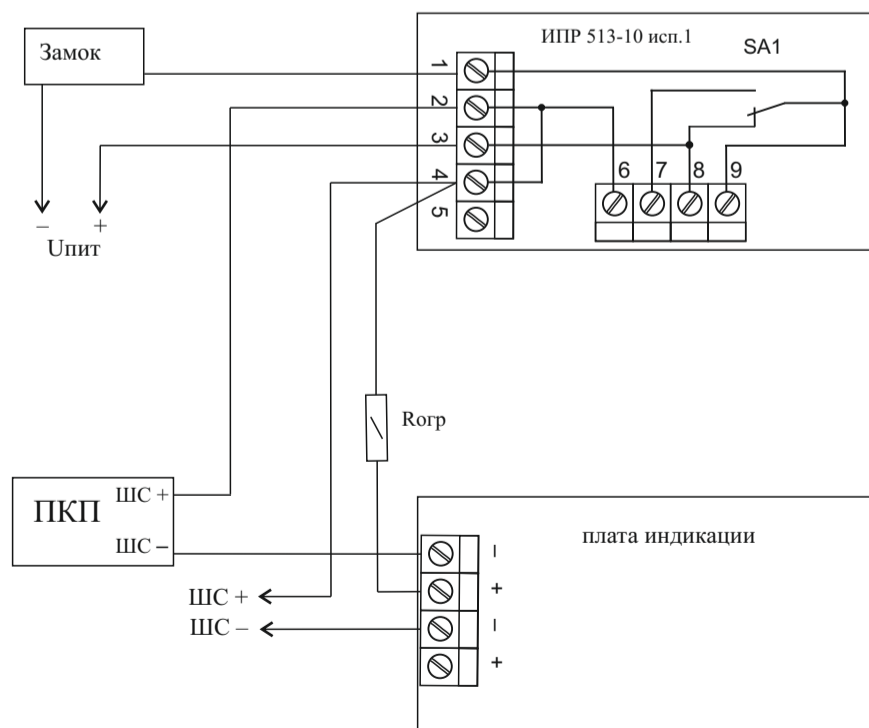 Замок
ИПР 513-10 исп.1
SA1
1
2
3
4
5
6 7 8 9
– +
Uпит
Rогр
ПКП
ШС +
ШС –
плата индикации
–
+
–
+
ШС +
ШС –